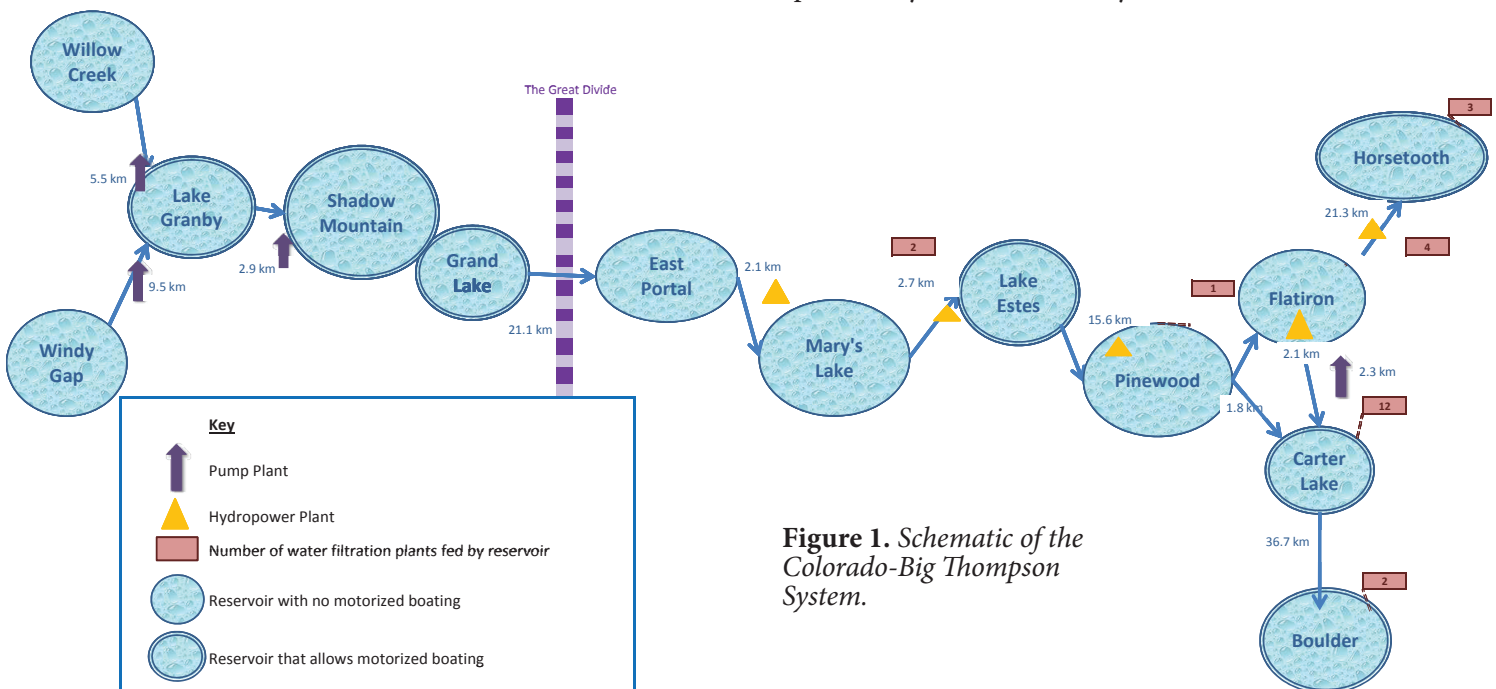 The Great Divide
Willow
Creek
5.5 km
Lake
Granby
2.9 km
9.5 km
Windy
Gap
Shadow
Mountain
Grand
Lake
21.1 km
East
Portal
2.1 km
Mary's
Lake
2
2.7 km
Lake
Estes
15.6 km
Pinewood
1
1.8 km
Flatiron
2.1 km
2.3 km
21.3 km
4
3
Horsetooth
12
Carter
Lake
36.7 km
2
Boulder
Key
Pump Plant
Hydropower Plant
Number of water filtration plants fed by reservoir
Reservoir with no motorized boating
Reservoir that allows motorized boating
Figure 1. Schematic of the
Colorado-Big Thompson
System.